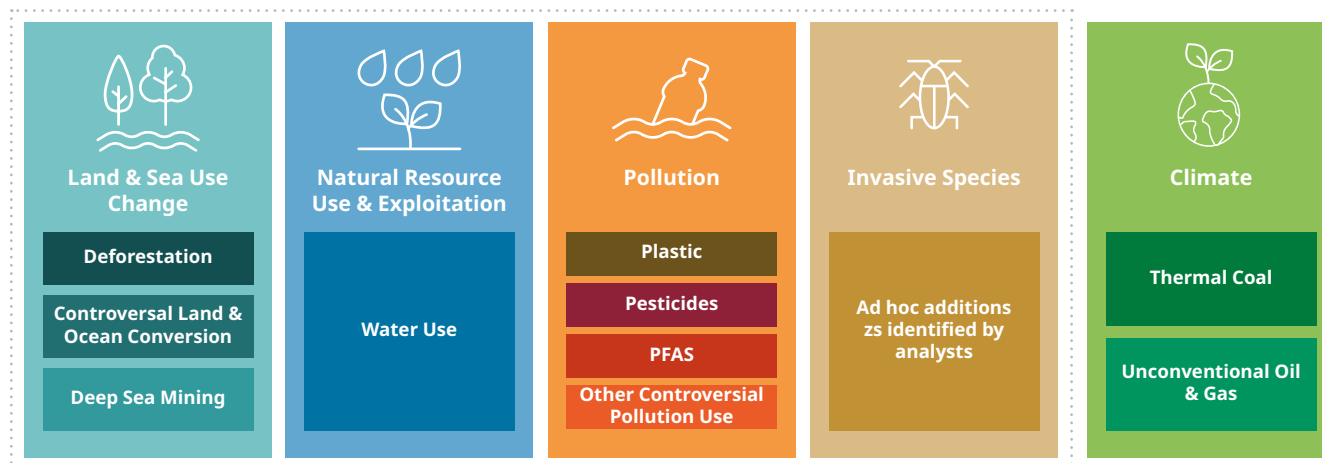 Land & Sea Use
Change
Deforestation
Controversal Land &
Ocean Conversion
Deep Sea Mining
Natural Resource
Use & Exploitation
Water Use
Pollution
Plastic
Pesticides
PFAS
Other Controversial
Pollution Use
Invasive Species
Ad hoc additions
zs identified by
analysts
Climate
Thermal Coal
Unconventional Oil
& Gas